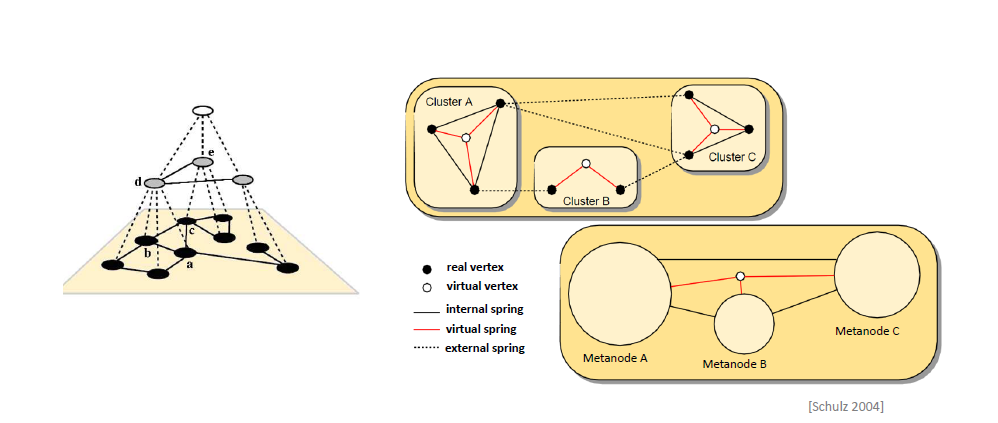 e
d
c
b
a
Cluster A
Cluster C
Cluster B
real vertex
virtual vertex
internal spring
virtual spring
external spring
Metanode C
Metanode A
Metanode B
[Schulz 2004]